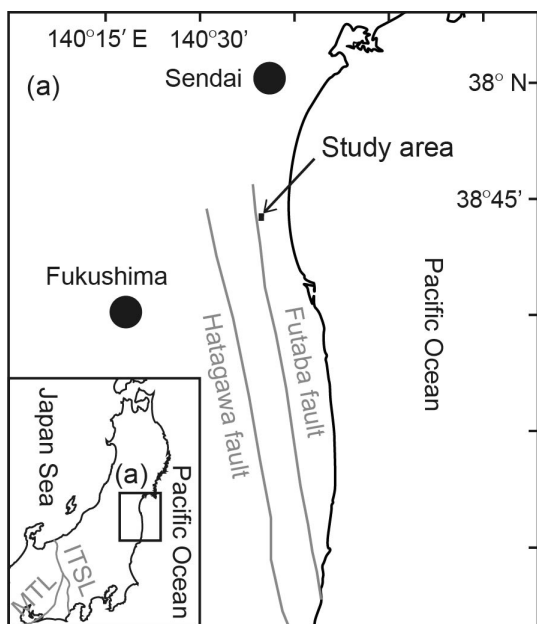 140°15′ E 140°30′
(a)
Sendai
38° N
Study area
38°45′
Fukushima
Pacific Ocean
Hatagawa fault
Futaba fault
Japan Sea
(a)
Pacific Ocean
ITSL
MTL